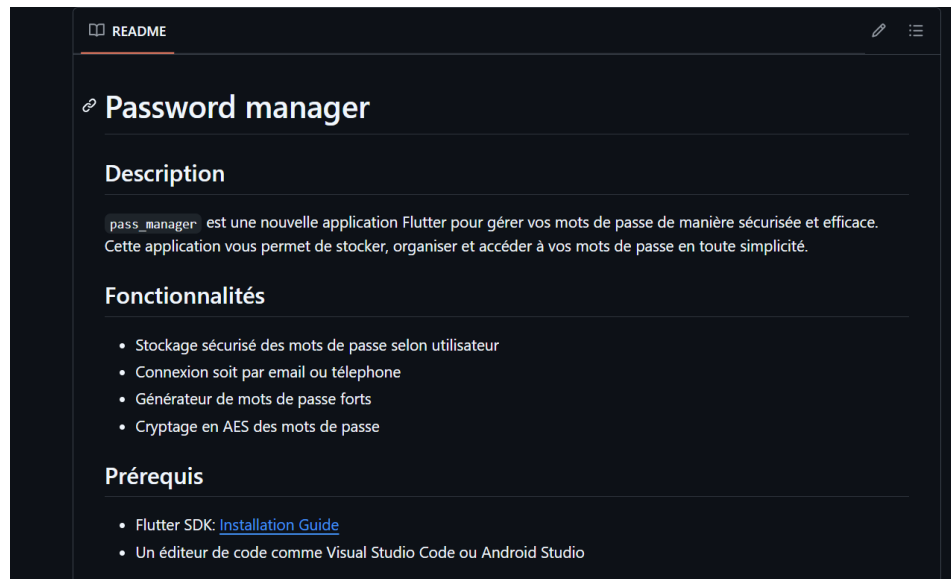 README
Password manager
Description
pass_manager est une nouvelle application Flutter pour gérer vos mots de passe de manière sécurisée et efficace.
Cette application vous permet de stocker, organiser et accéder à vos mots de passe en toute simplicité.
Fonctionnalités
• Stockage sécurisé des mots de passe selon utilisateur
• Connexion soit par email ou télephone
• Générateur de mots de passe forts
• Cryptage en AES des mots de passe
Prérequis
• Flutter SDK: Installation Guide
• Un éditeur de code comme Visual Studio Code ou Android Studio